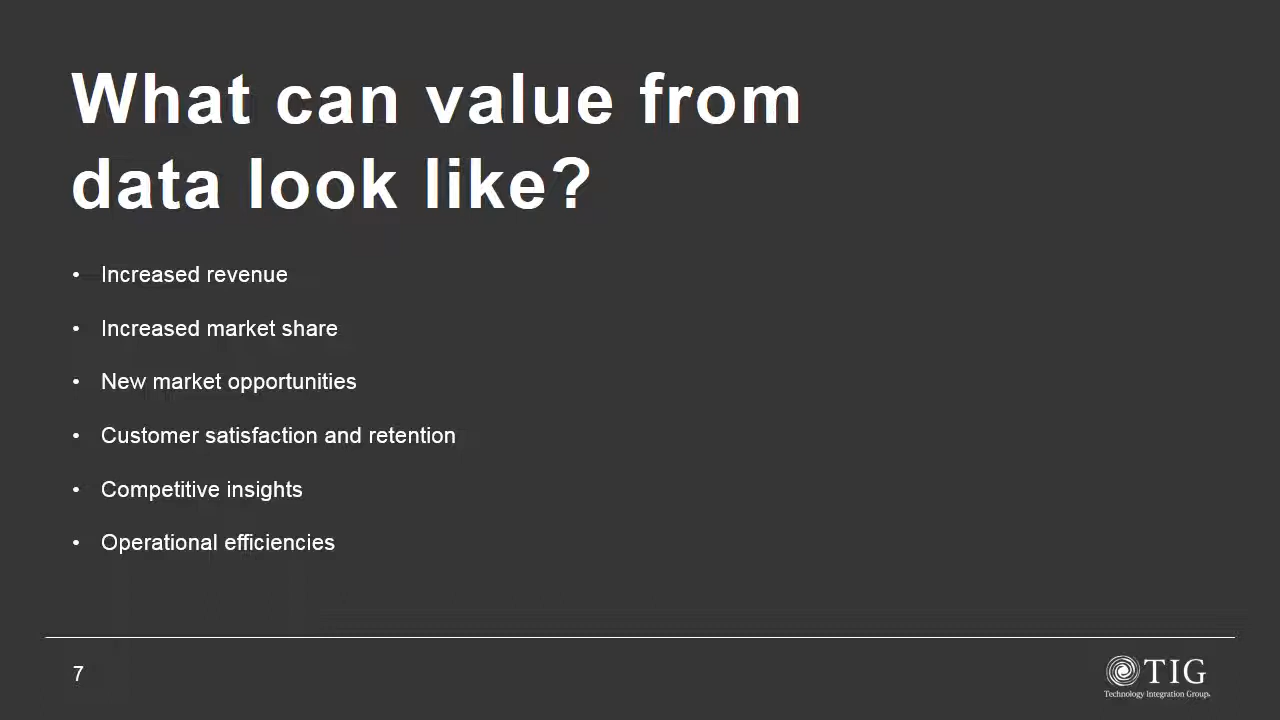 What can value from
data look like?
• Increased revenue
• Increased market share
• New market opportunities
• Customer satisfaction and retention
• Competitive insights
• Operational efficiencies
7
TIG
Technology Integration Group.